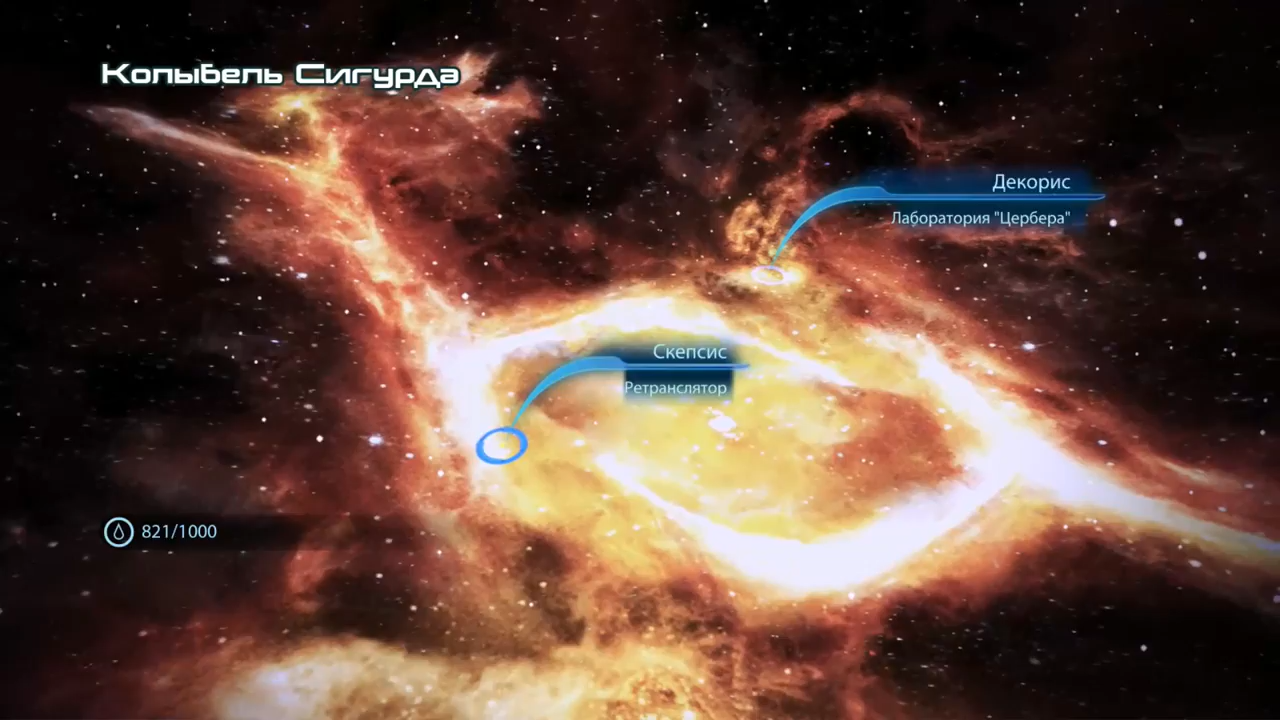 Колыбель Сигурда
Декорис
Лаборатория "Цербера"
Скепсис
Ретранслятор
821/1000